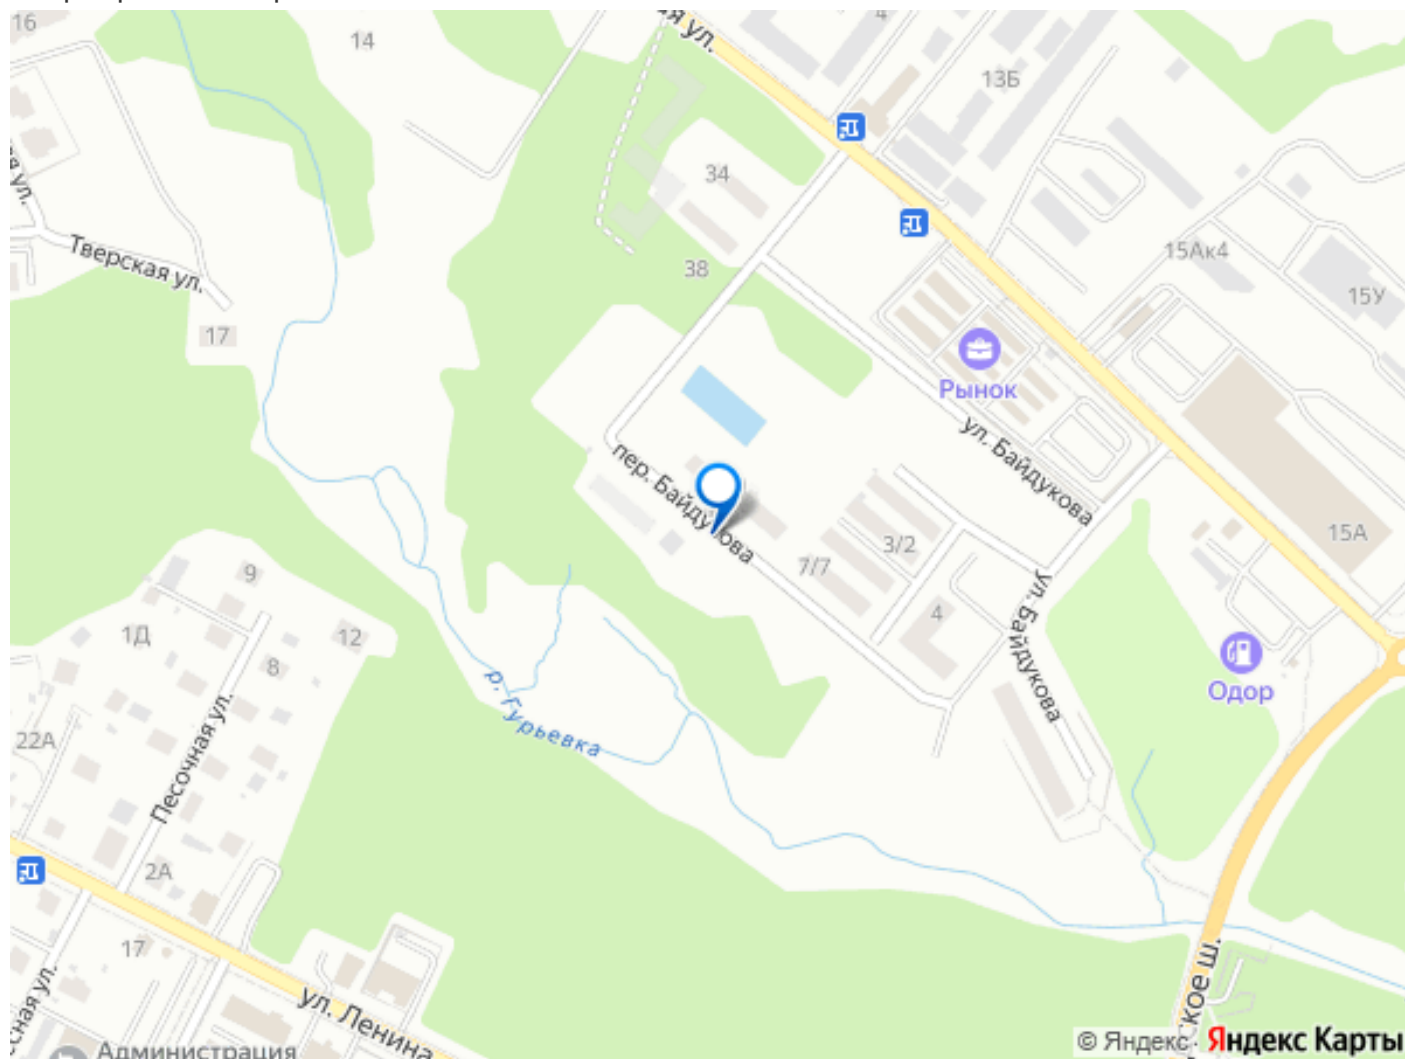 16
14
4
13Б
34
38
15Ак4
15У
Тверская ул.
17
Рынок
ул. Байдукова
пер. Байдукова
7/7
3/2
4
15А
ул. Байдукова
Одор
9
1Д
12
8
22А
Песочная ул.
р. Гурьевка
2А
17
ул. Ленина
Администрация
ское ш.
© Яндекс
Яндекс Карты